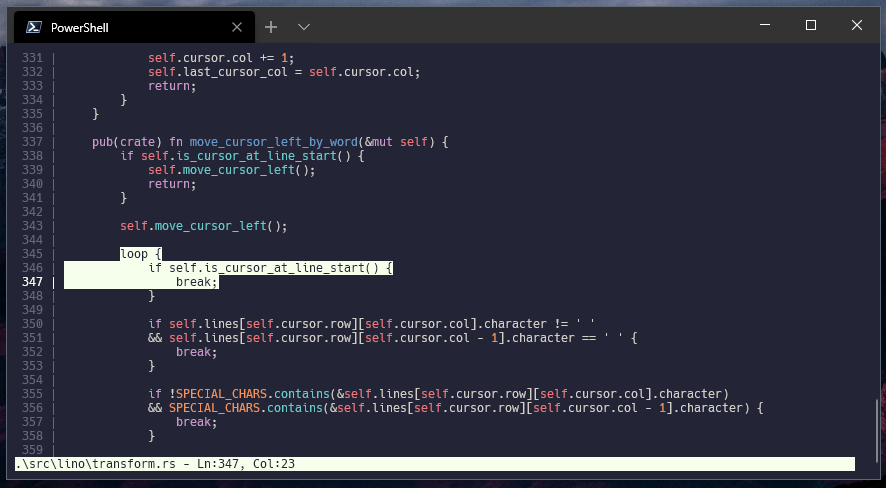 PowerShell
331 |             self.cursor.col += 1;
332 |             self.last_cursor_col = self.cursor.col;
333 |             return;
334 |         }
335 |     }
336 |
337 |     pub(crate) fn move_cursor_left_by_word(&mut self) {
338 |         if self.is_cursor_at_line_start() {
339 |             self.move_cursor_left();
340 |             return;
341 |         }
342 |
343 |         self.move_cursor_left();
344 |
345 |         loop {
346 |             if self.is_cursor_at_line_start() {
347 |                 break;
348 |             }
349 |
350 |             if self.lines[self.cursor.row][self.cursor.col].character != ' '
351 |             && self.lines[self.cursor.row][self.cursor.col - 1].character == ' ' {
352 |                 break;
353 |             }
354 |
355 |             if !SPECIAL_CHARS.contains(&self.lines[self.cursor.row][self.cursor.col].character)
356 |             && SPECIAL_CHARS.contains(&self.lines[self.cursor.row][self.cursor.col - 1].character) {
357 |                 break;
358 |             }
359 |
.\src\lino\transform.rs - Ln:347, Col:23